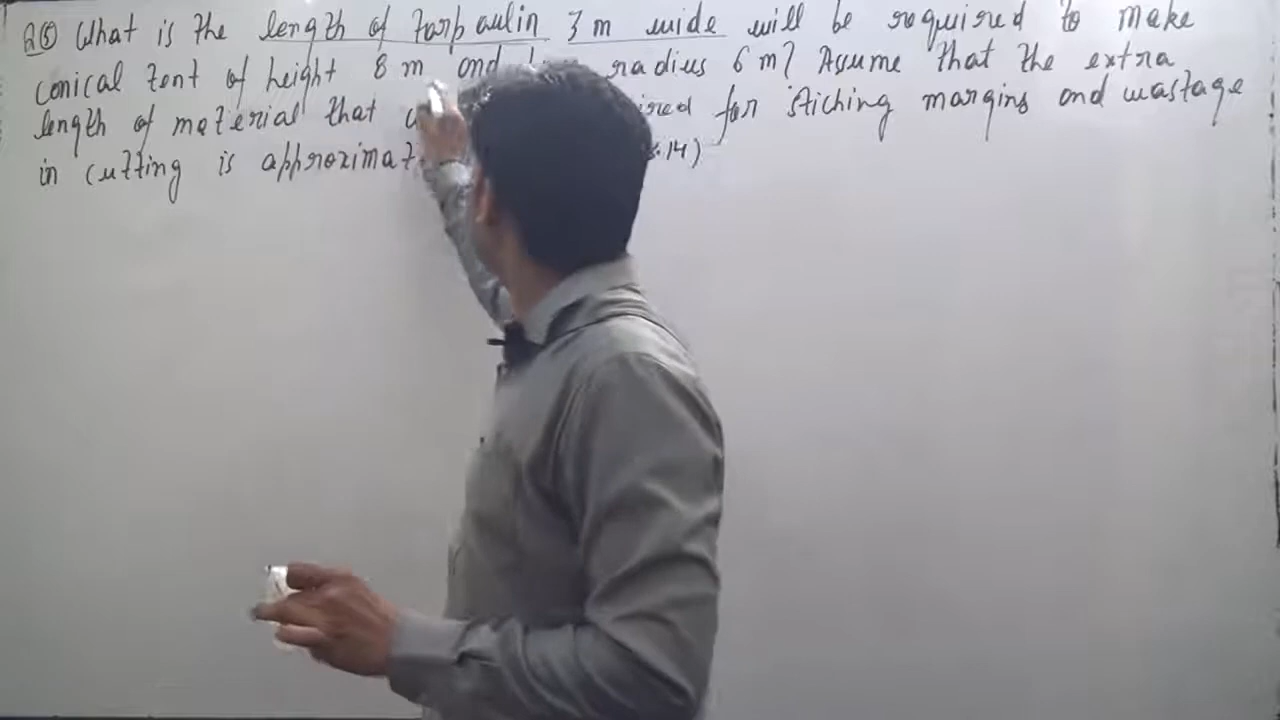 Q5 What is the length of tarpaulin 3 m wide will be required to make
conical tent of height 8 m and radius 6 m? Assume that the extra
length of material that for stiching margins and wastage
in cutting is .14)